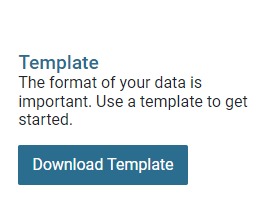 Template
The format of your data is
important. Use a template to get
started.
Download Template